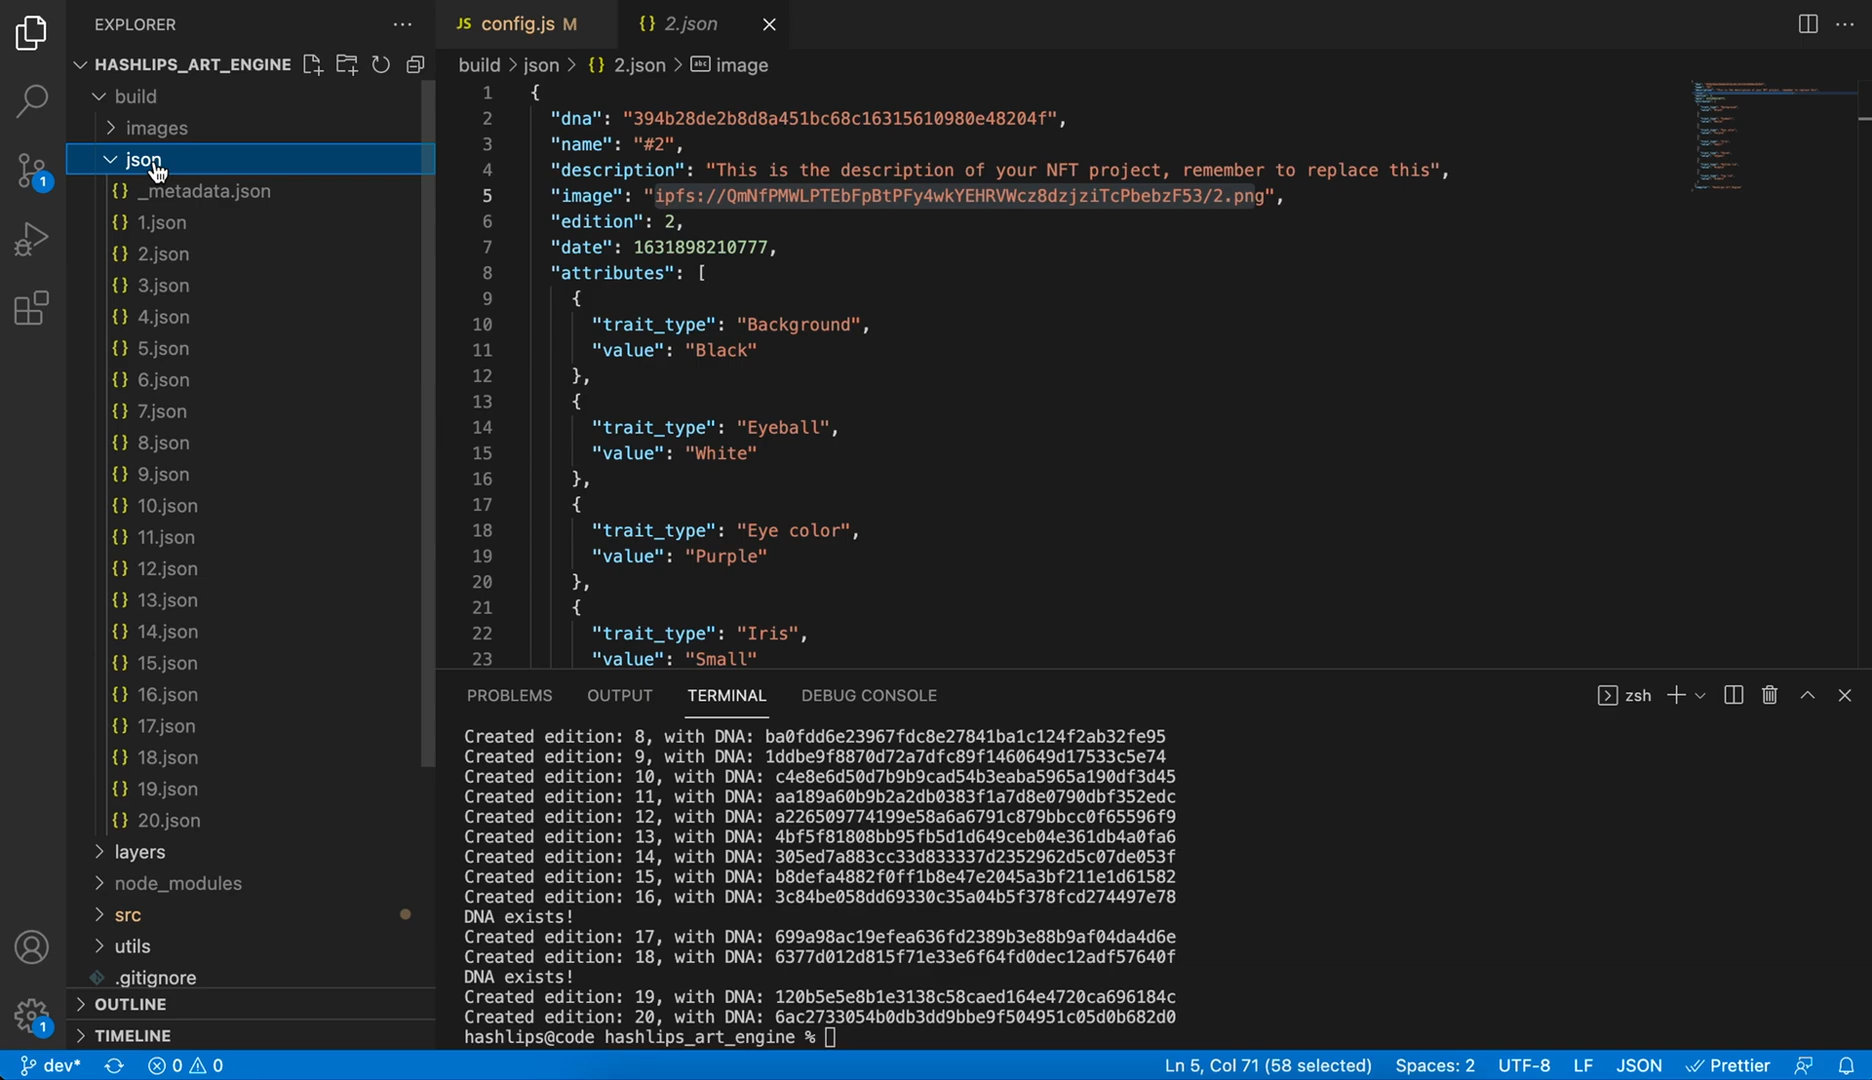 EXPLORER
HASHLIPS_ART_ENGINE
build
images
json
_metadata.json
1.json
2.json
3.json
4.json
5.json
6.json
7.json
8.json
9.json
10.json
11.json
12.json
13.json
14.json
15.json
16.json
17.json
18.json
19.json
20.json
layers
node_modules
src
utils
.gitignore
OUTLINE
TIMELINE
1
1
JS config.js M
{} 2.json
build > json > {} 2.json > abc image
1 {
2 "dna": "394b28de2b8d8a451bc68c16315610980e48204f",
3 "name": "#2",
4 "description": "This is the description of your NFT project, remember to replace this",
5 "image": "ipfs://QmNfPMWLPTEbFpBtPFy4wkYEHRVWcz8dzjziTcPbebzF53/2.png",
6 "edition": 2,
7 "date": 1631898210777,
8 "attributes": [
9 {
10 "trait_type": "Background",
11 "value": "Black"
12 },
13 {
14 "trait_type": "Eyeball",
15 "value": "White"
16 },
17 {
18 "trait_type": "Eye color",
19 "value": "Purple"
20 },
21 {
22 "trait_type": "Iris",
23 "value": "Small"
PROBLEMS OUTPUT TERMINAL DEBUG CONSOLE zsh
Created edition: 8, with DNA: ba0fdd6e23967fdc8e27841ba1c124f2ab32fe95
Created edition: 9, with DNA: 1ddbe9f8870d72a7dfc89f1460649d17533c5e74
Created edition: 10, with DNA: c4e8e6d50d7b9b9cad54b3eaba5965a190df3d45
Created edition: 11, with DNA: aa189a60b9b2a2db0383f1a7d8e0790dbf352edc
Created edition: 12, with DNA: a226509774199e58a6a6791c879bbcc0f65596f9
Created edition: 13, with DNA: 4bf5f81808bb95fb5d1d649ceb04e361db4a0fa6
Created edition: 14, with DNA: 305ed7a883cc33d833337d2352962d5c07de053f
Created edition: 15, with DNA: b8defa4882f0ff1b8e47e2045a3bf211e1d61582
Created edition: 16, with DNA: 3c84be058dd69330c35a04b5f378fcd274497e78
DNA exists!
Created edition: 17, with DNA: 699a98ac19efea636fd2389b3e88b9af04da4d6e
Created edition: 18, with DNA: 6377d012d815f71e33e6f64fd0dec12adf57640f
DNA exists!
Created edition: 19, with DNA: 120b5e5e8b1e3138c58caed164e4720ca696184c
Created edition: 20, with DNA: 6ac2733054b0db3dd9bbe9f504951c05d0b682d0
hashlips@code hashlips_art_engine %
dev* 0 0 Ln 5, Col 71 (58 selected) Spaces: 2 UTF-8 LF JSON Prettier